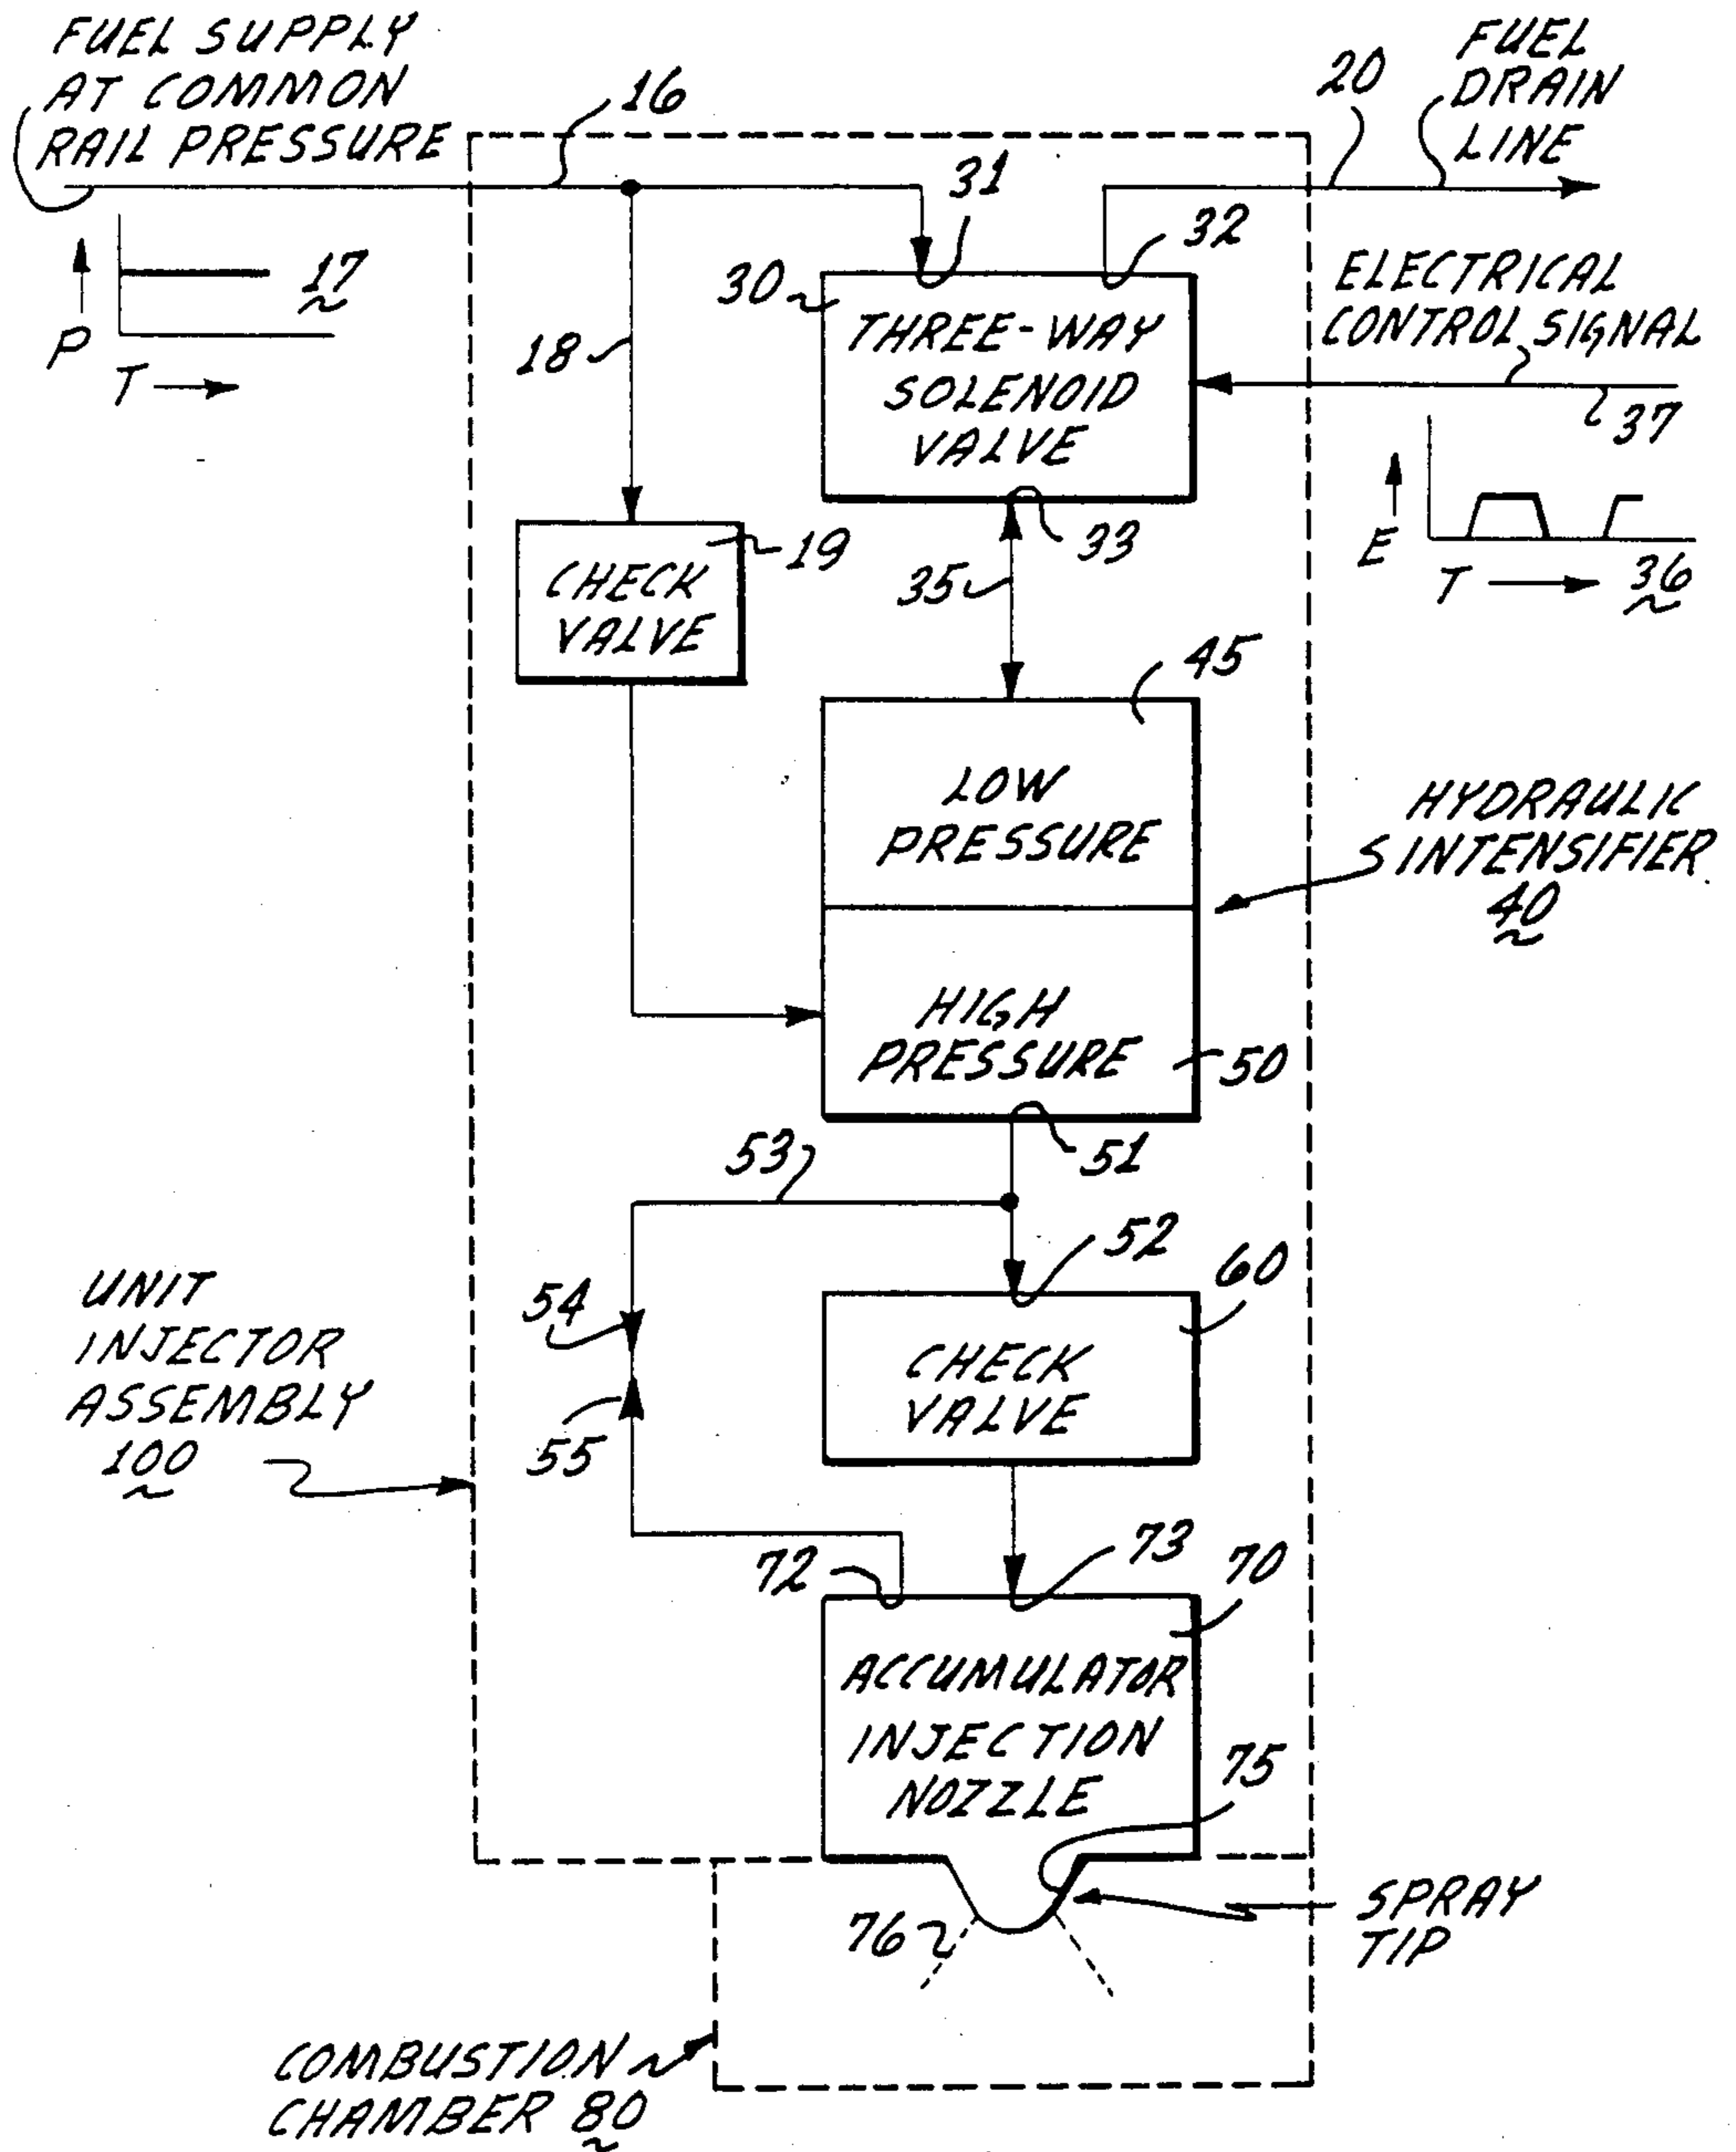 FUEL SUPPLY
AT COMMON
RAIL PRESSURE
16
20
FUEL
DRAIN
LINE
31
32
P
17
T
18
30
THREE-WAY
SOLENOID
VALVE
ELECTRICAL
CONTROL SIGNAL
37
E
T
36
19
CHECK
VALVE
33
35
45
LOW
PRESSURE
HYDRAULIC
INTENSIFIER
40
HIGH
PRESSURE
50
51
53
52
60
54
55
CHECK
VALVE
UNIT
INJECTOR
ASSEMBLY
100
72
73
70
ACCUMULATOR
INJECTION
NOZZLE
75
76
SPRAY
TIP
COMBUSTION
CHAMBER 80